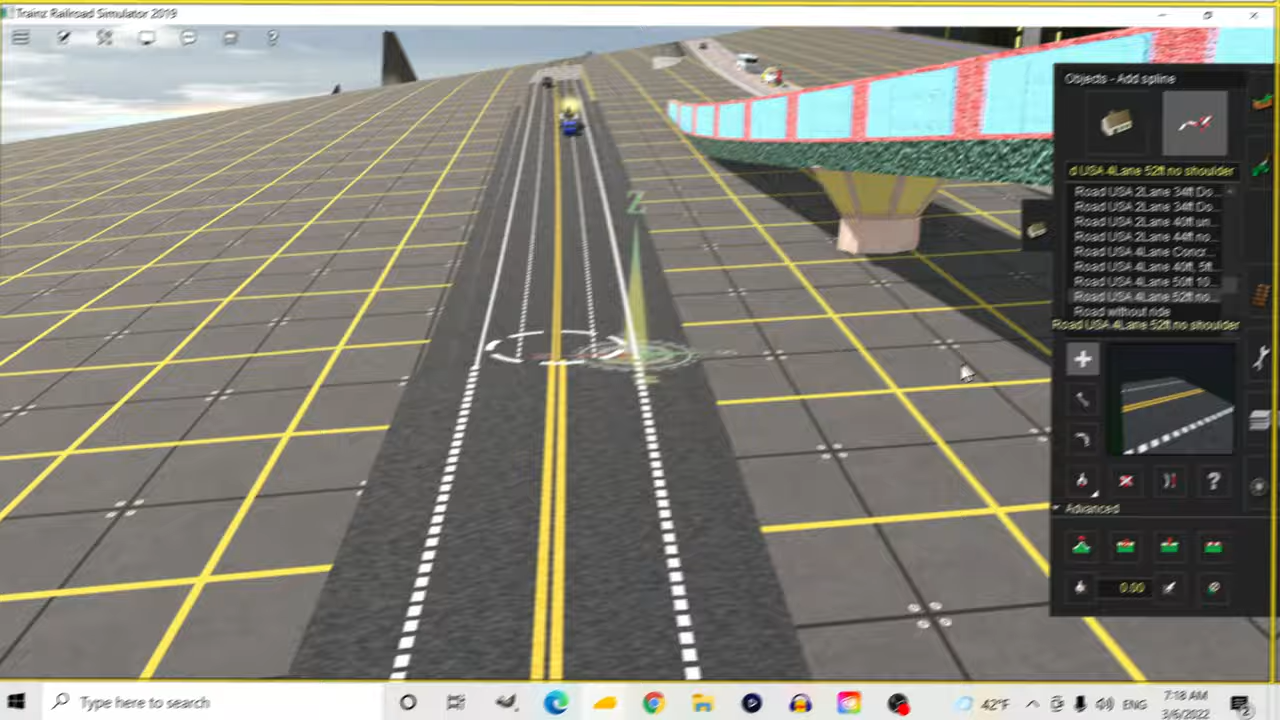 Trainz Railroad Simulator 2019
Objects - Add spline
d USA 4Lane 52ft no shoulder
Road USA 2Lane 34ft Do...
Road USA 2Lane 34ft Do...
Road USA 2Lane 40ft un...
Road USA 2Lane 44ft no...
Road USA 4Lane Concr...
Road USA 4Lane 40ft, 5ft...
Road USA 4Lane 50ft 10...
Road USA 4Lane 52ft no...
Road without ride
Road USA 4Lane 52ft no shoulder
Z
Advanced
0.00
Type here to search
42°F
ENG
7:18 AM
3/6/2022
2